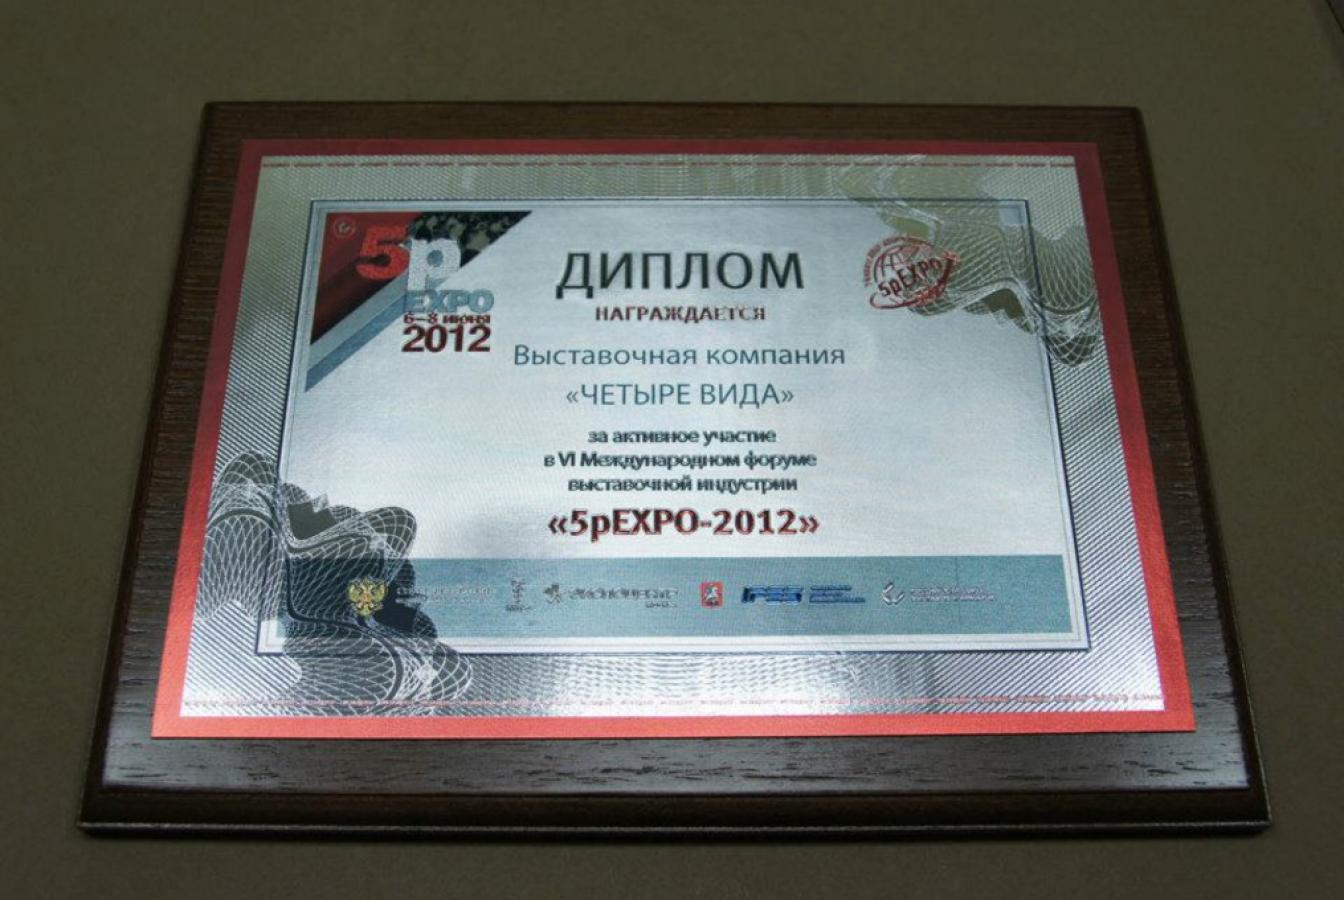 5p
EXPO
6–8 июня
2012
ДИПЛОМ
5pEXPO
НАГРАЖДАЕТСЯ
Выставочная компания
«ЧЕТЫРЕ ВИДА»
за активное участие
в VI Международном форуме
выставочной индустрии
«5pEXPO-2012»